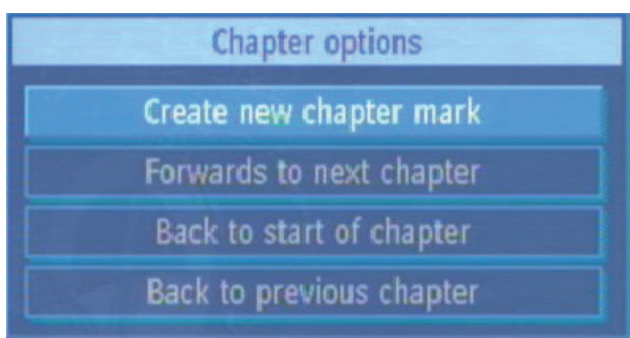 Chapter options
Create new chapter mark
Forwards to next chapter
Back to start of chapter
Back to previous chapter